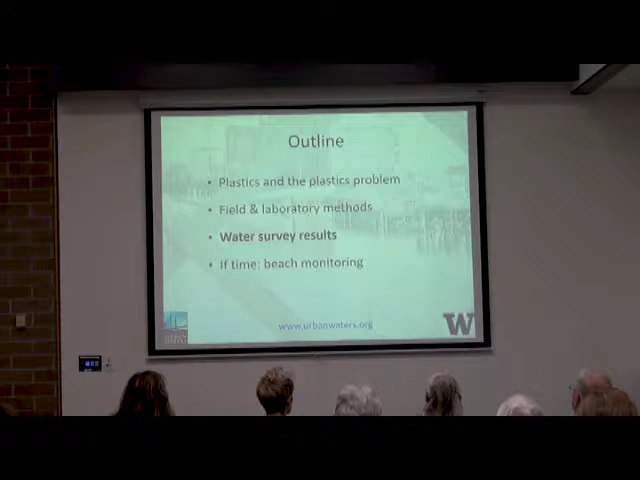 Outline
• Plastics and the plastics problem
• Field & laboratory methods
• Water survey results
• If time: beach monitoring
www.urbanwaters.org
W